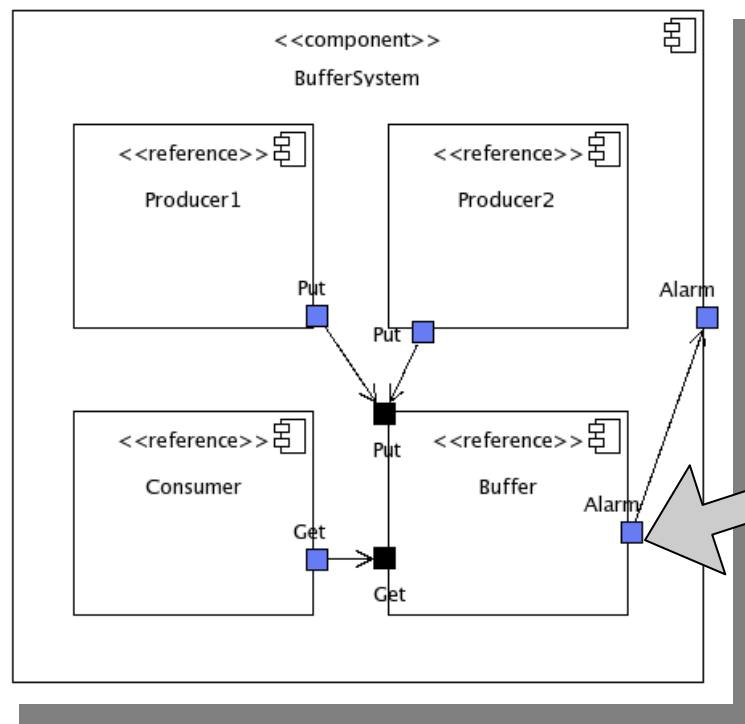 <<component>>
BufferSystem
<<reference>>
Producer1
<<reference>>
Producer2
Put
Put
Alarm
<<reference>>
Consumer
Put
<<reference>>
Buffer
Get
Alarm
Get